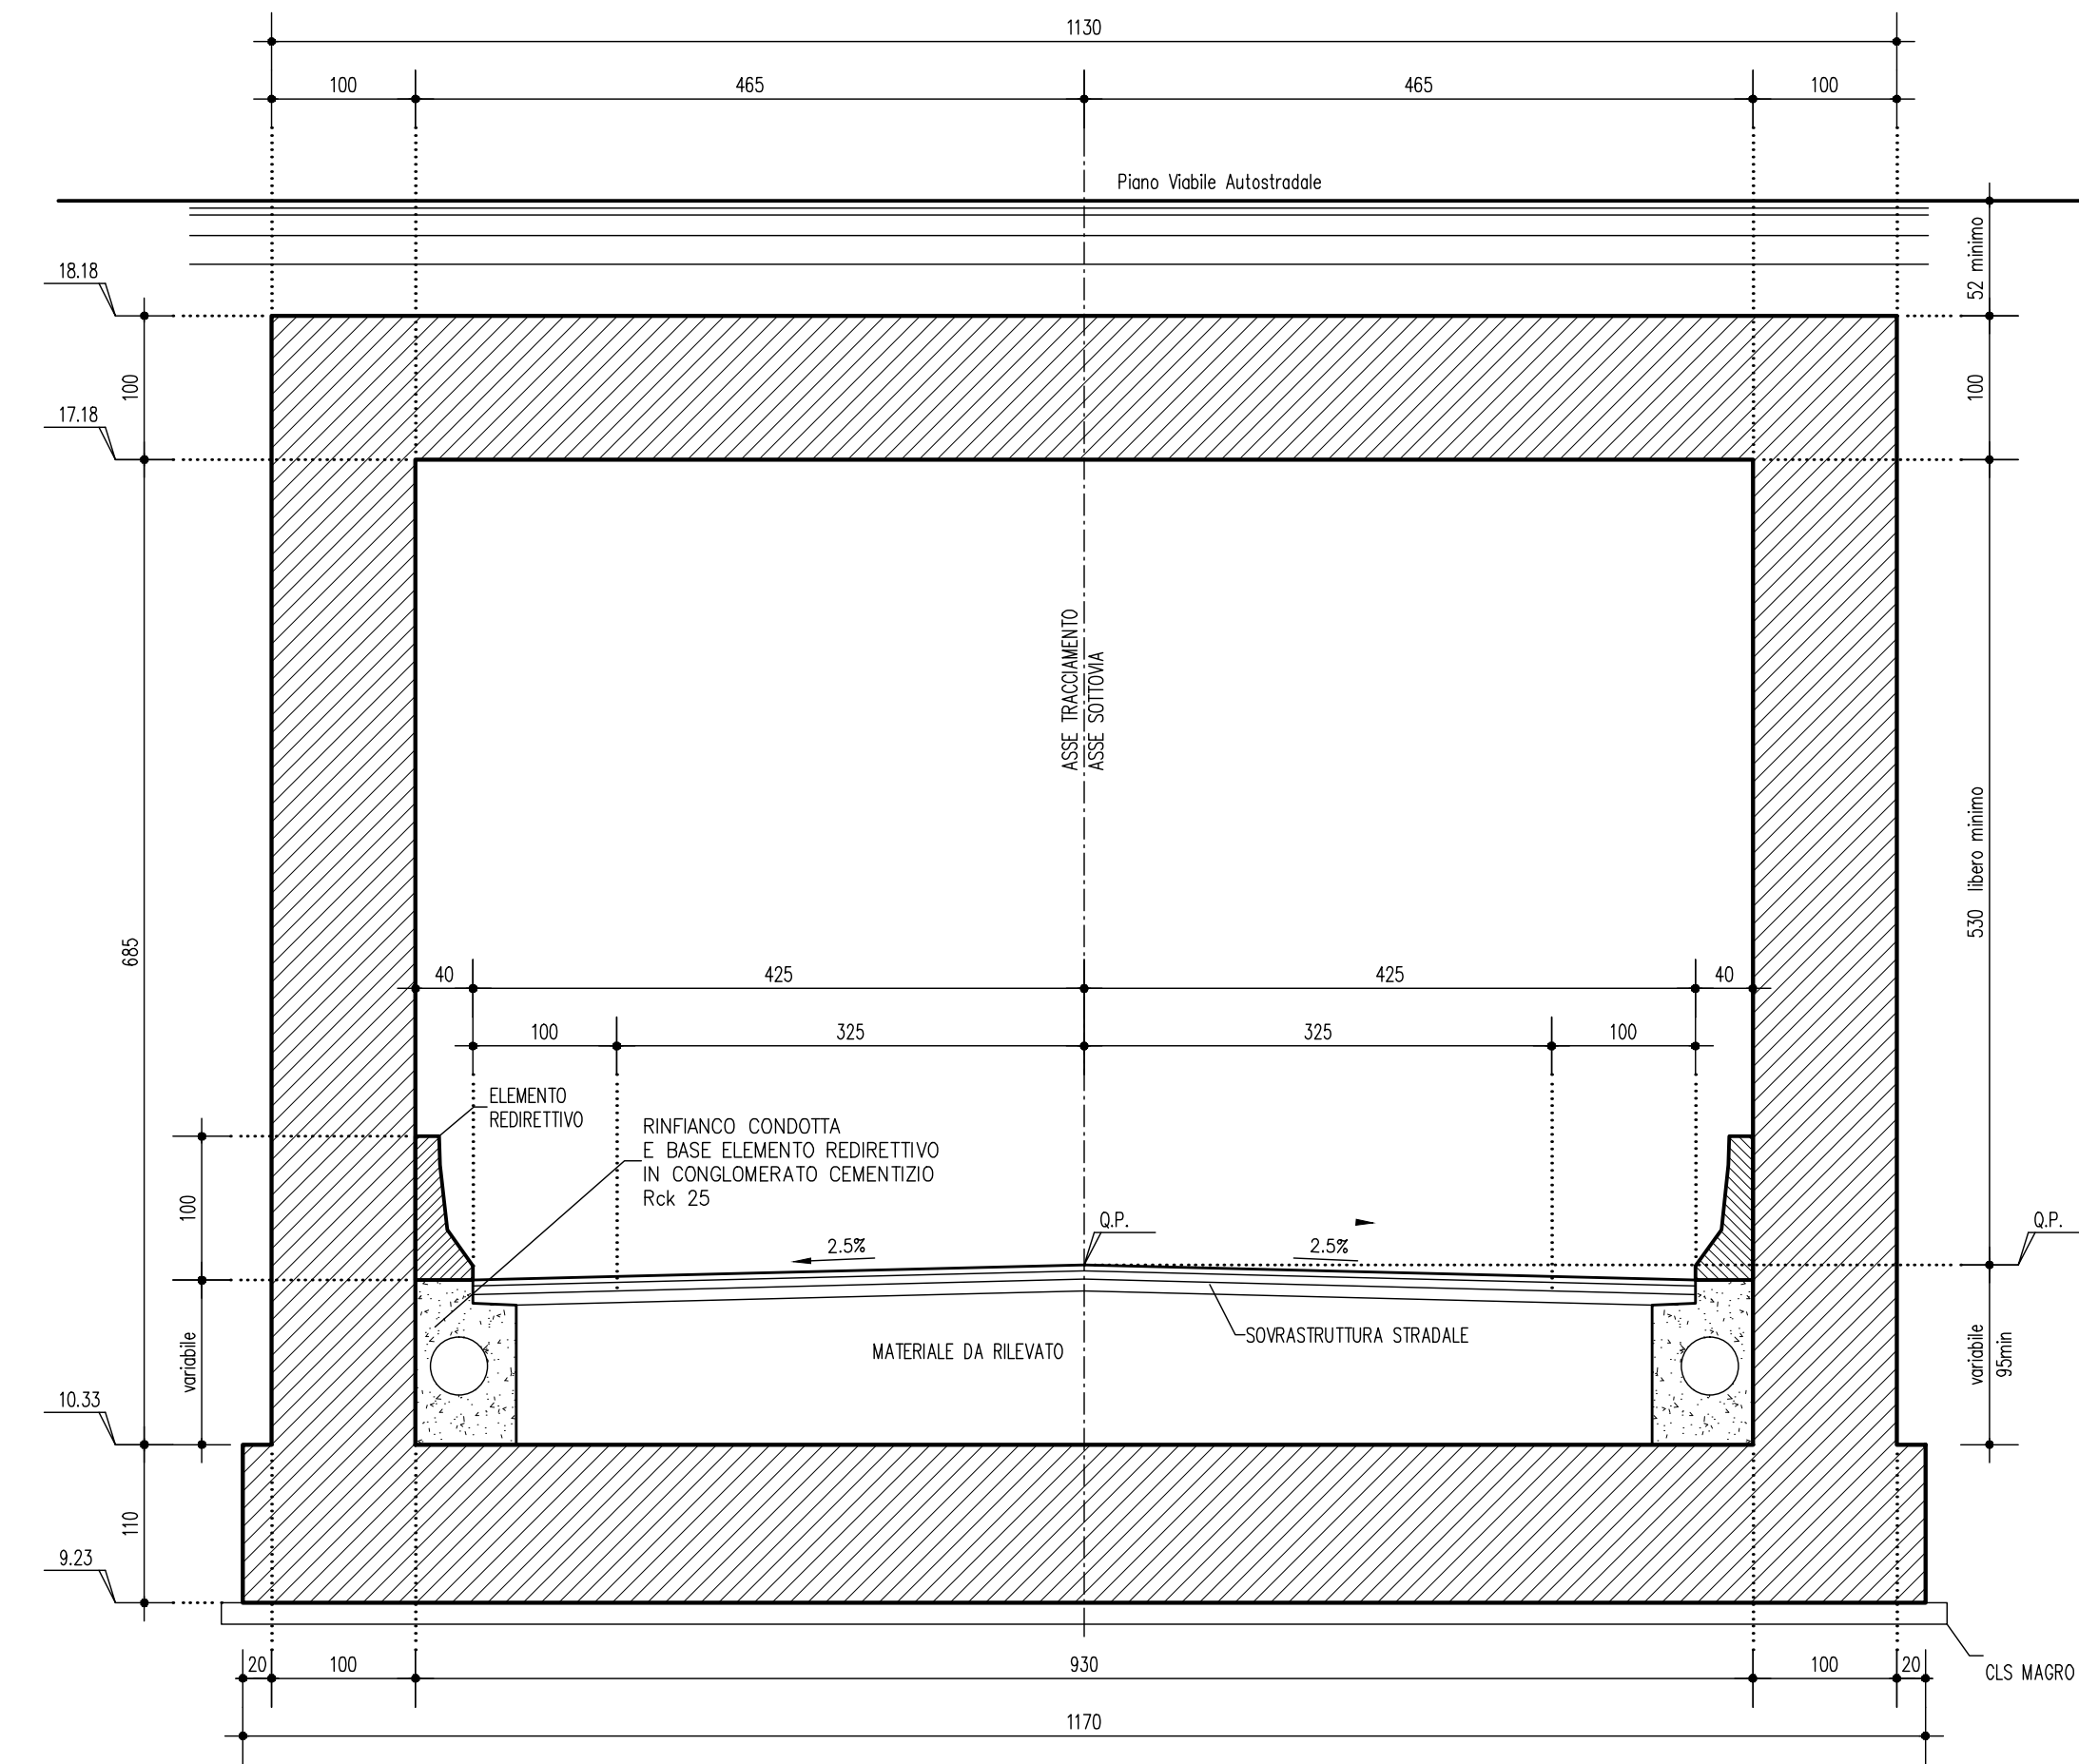 1130
100
465
465
100
Piano Viabile Autostradale
52 minimo
18.18
100
100
17.18
ASSE TRACCIAMENTO
ASSE SOTTOVIA
530 libero minimo
685
40
425
425
40
100
325
325
100
ELEMENTO
REDIRETTIVO
RINFIANCO CONDOTTA
E BASE ELEMENTO REDIRETTIVO
IN CONGLOMERATO CEMENTIZIO
Rck 25
100
Q.P.
Q.P.
2.5%
2.5%
SOVRASTRUTTURA STRADALE
MATERIALE DA RILEVATO
variabile
variabile
95min
10.33
110
9.23
20
100
930
100
20
CLS MAGRO
1170